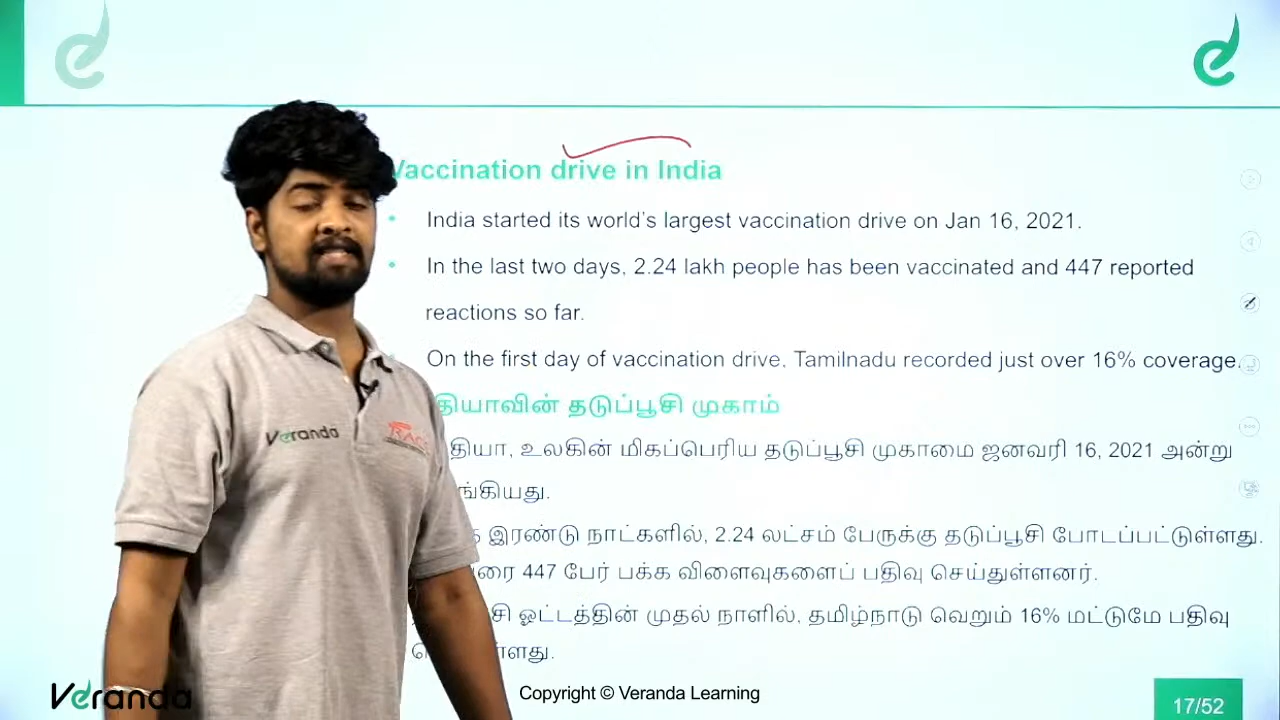 Vaccination drive in India
India started its world's largest vaccination drive on Jan 16, 2021.
In the last two days, 2.24 lakh people has been vaccinated and 447 reported
reactions so far.
On the first day of vaccination drive, Tamilnadu recorded just over 16% coverage.
தியாவின் தடுப்பூசி முகாம்
தியா, உலகின் மிகப்பெரிய தடுப்பூசி முகாமை ஜனவரி 16, 2021 அன்று
ங்கியது.
இரண்டு நாட்களில், 2.24 லட்சம் பேருக்கு தடுப்பூசி போடப்பட்டுள்ளது.
ரை 447 பேர் பக்க விளைவுகளைப் பதிவு செய்துள்ளனர்.
சி ஓட்டத்தின் முதல் நாளில், தமிழ்நாடு வெறும் 16% மட்டுமே பதிவு
ள்ளது.
Veranda
RACE
Veranda
Copyright © Veranda Learning
17/52